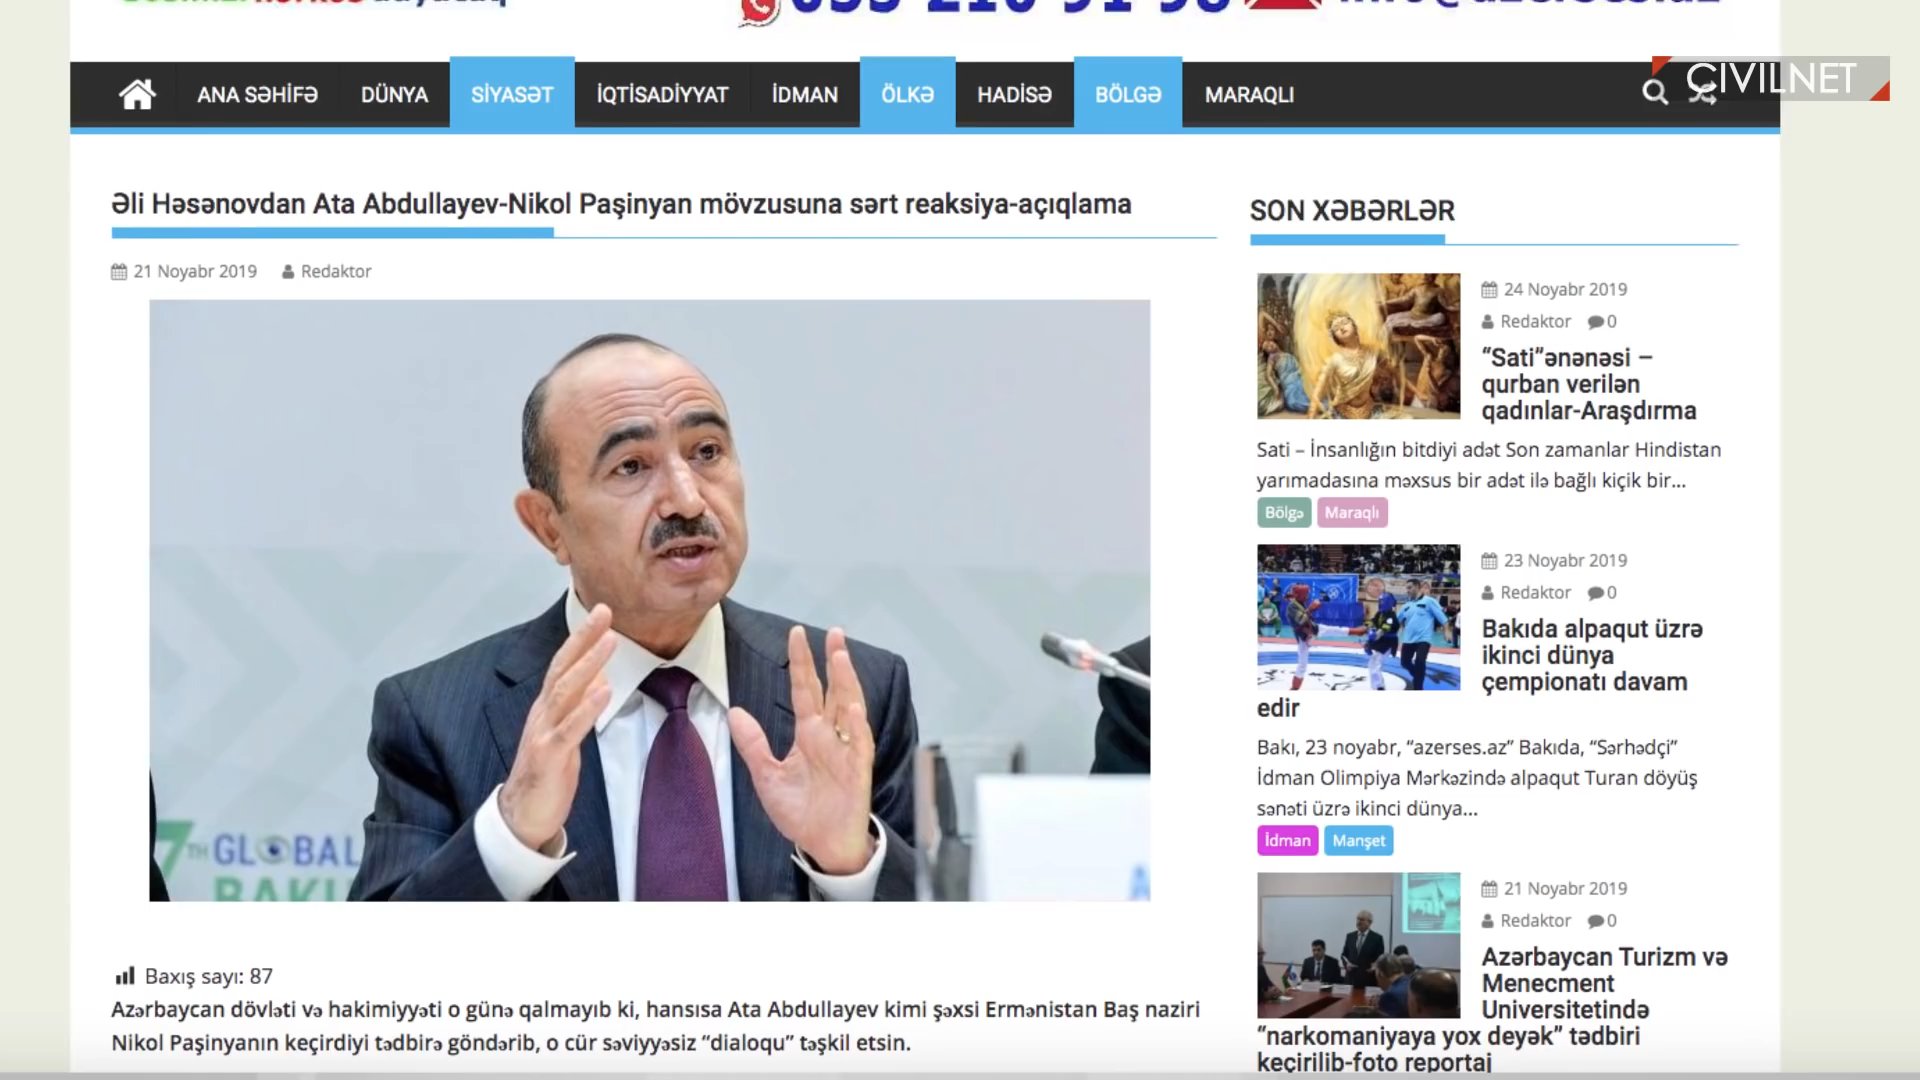 053 210 91 98
ANA SƏHİFƏ DÜNYA SİYASƏT İQTİSADİYYAT İDMAN ÖLKƏ HADİSƏ BÖLGƏ MARAQLI
CIVILNET
Əli Həsənovdan Ata Abdullayev-Nikol Paşinyan mövzusuna sərt reaksiya-açıqlama
21 Noyabr 2019 Redaktor
7TH GLOBAL
BAKU
Baxış sayı: 87
Azərbaycan dövləti və hakimiyyəti o günə qalmayıb ki, hansısa Ata Abdullayev kimi şəxsi Ermənistan Baş naziri
Nikol Paşinyanın keçirdiyi tədbirə göndərib, o cür səviyyəsiz “dialoqu” təşkil etsin.
SON XƏBƏRLƏR
24 Noyabr 2019
Redaktor 0
“Sati”ənənəsi –
qurban verilən
qadınlar-Araşdırma
Sati – İnsanlığın bitdiyi adət Son zamanlar Hindistan
yarımadasına məxsus bir adət ilə bağlı kiçik bir...
Bölgə Maraqlı
23 Noyabr 2019
Redaktor 0
Bakıda alpaqut üzrə
ikinci dünya
çempionatı davam
edir
Bakı, 23 noyabr, “azerses.az” Bakıda, “Sərhədçi”
İdman Olimpiya Mərkəzində alpaqut Turan döyüş
sənəti üzrə ikinci dünya...
İdman Manşet
21 Noyabr 2019
Redaktor 0
Azərbaycan Turizm və
Menecment
Universitetində
“narkomaniyaya yox deyək” tədbiri
keçirilib-foto reportaj